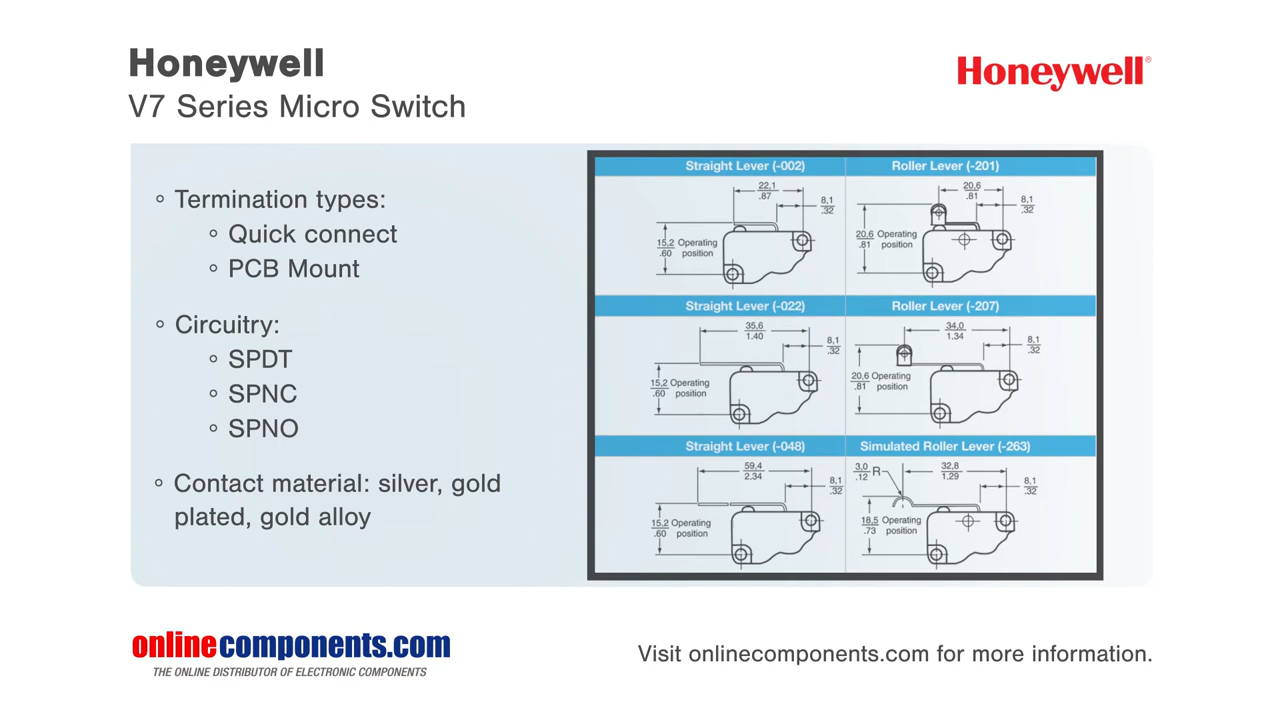 Honeywell
V7 Series Micro Switch
Honeywell®
Termination types:
Quick connect
PCB Mount
Circuitry:
SPDT
SPNC
SPNO
Contact material: silver, gold
plated, gold alloy
Straight Lever (-002)
22,1
.87
8,1
.32
15,2
.60
Operating
position
Roller Lever (-201)
20,6
.81
8,1
.32
20,6
.81
Operating
position
Straight Lever (-022)
35,6
1.40
8,1
.32
15,2
.60
Operating
position
Roller Lever (-207)
34,0
1.34
8,1
.32
20,6
.81
Operating
position
Straight Lever (-048)
59,4
2.34
8,1
.32
15,2
.60
Operating
position
Simulated Roller Lever (-263)
3,0
.12
R
32,8
1.29
8,1
.32
18,5
.73
Operating
position
onlinecomponents.com
THE ONLINE DISTRIBUTOR OF ELECTRONIC COMPONENTS
Visit onlinecomponents.com for more information.